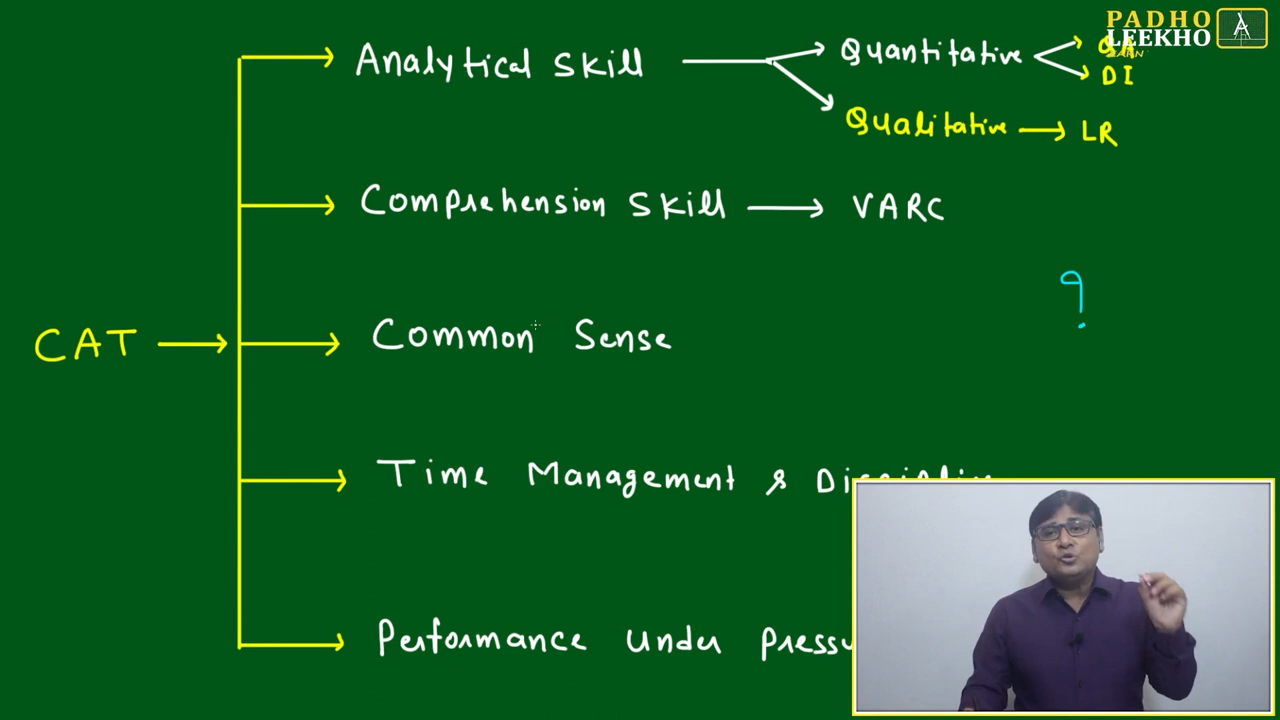 PADHO
LEEKHO
Analytical Skill
Quantitative
DI
Qualitative
LR
Comprehension Skill
VARC
?
CAT
Common Sense
Time Management &
Performance under